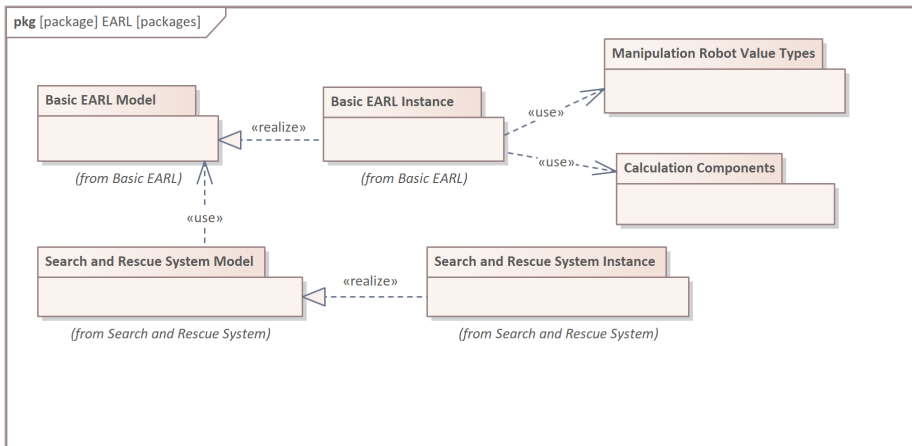 pkg [package] EARL [packages]
Manipulation Robot Value Types
Basic EARL Model
Basic EARL Instance
«realize»
«use»
«use»
Calculation Components
(from Basic EARL)
(from Basic EARL)
«use»
Search and Rescue System Model
Search and Rescue System Instance
«realize»
(from Search and Rescue System)
(from Search and Rescue System)